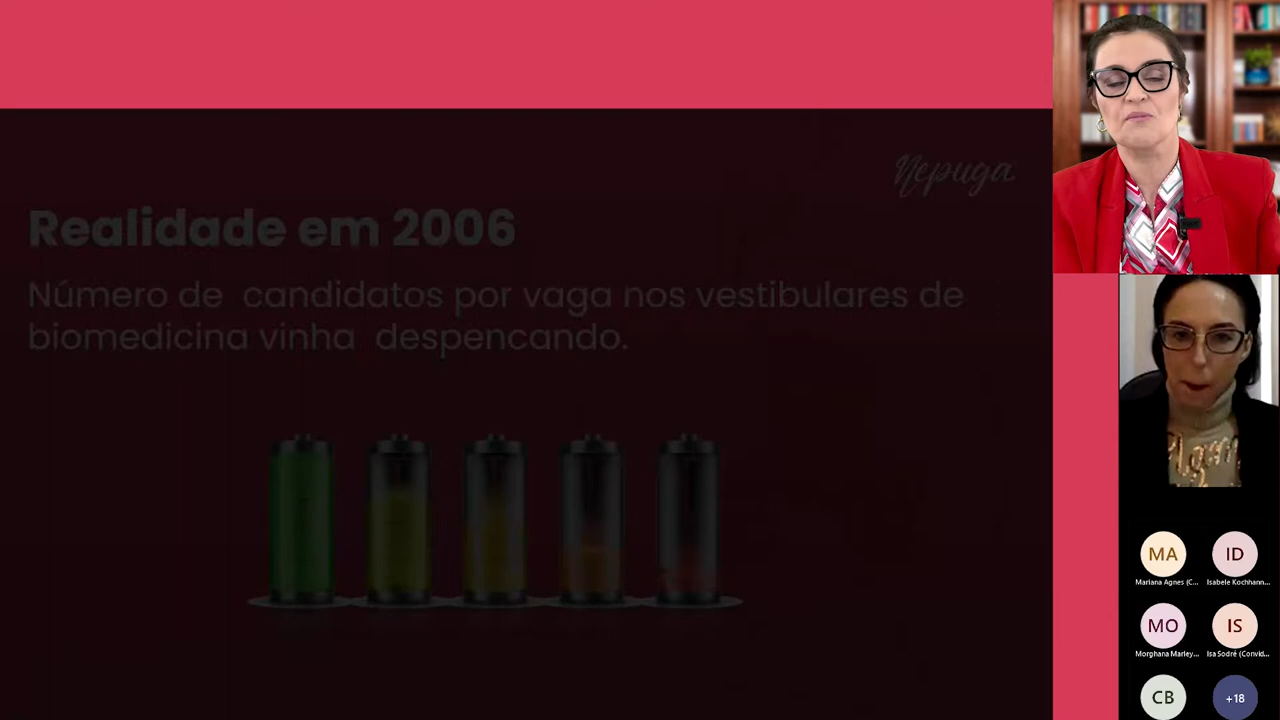 Nepuga
Realidade em 2006
Número de candidatos por vaga nos vestibulares de
biomedicina vinha despencando.
MA
Mariana Agnes (C...
ID
Isabele Kochhann...
MO
Morghana Marley...
IS
Isa Sodré (Convid...
CB
+18